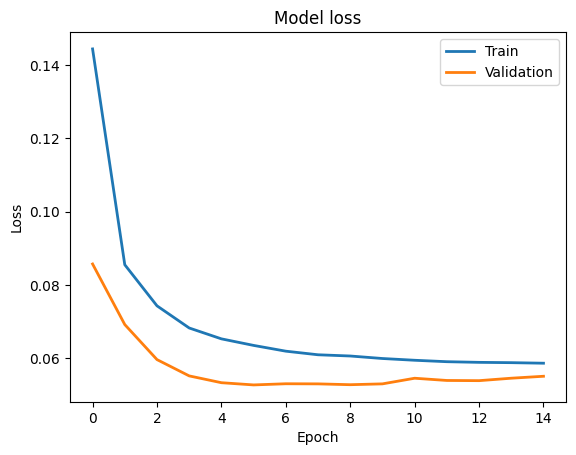 Model loss
Train
Validation
0.14
0.12
0.10
0.08
0.06
Loss
0 2 4 6 8 10 12 14
Epoch